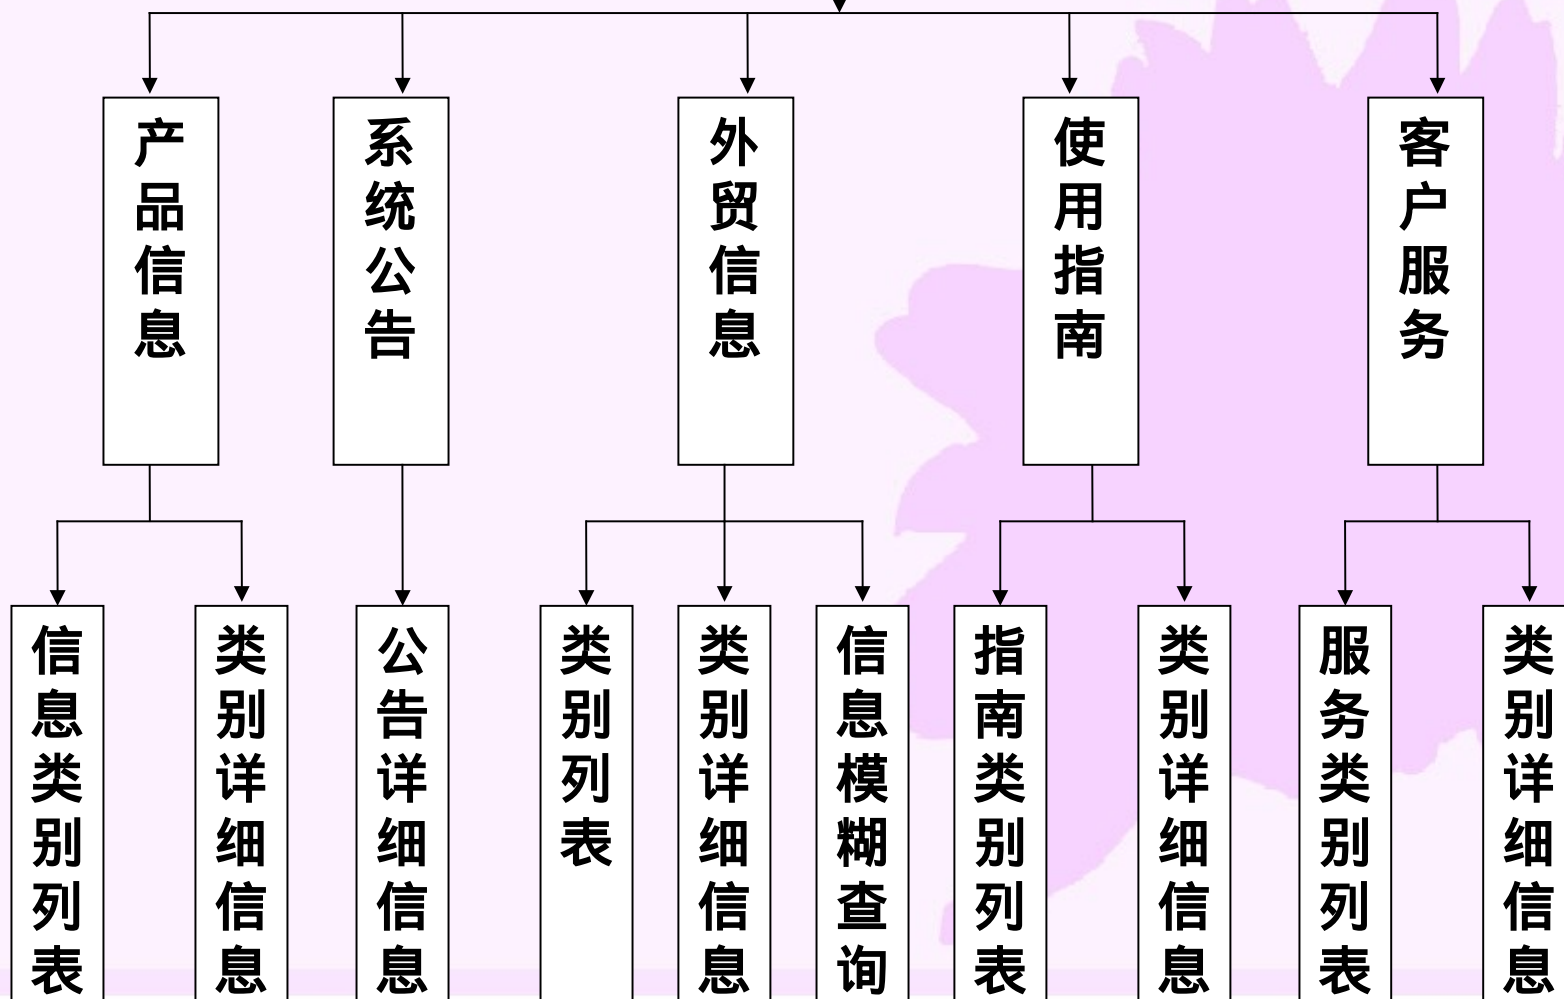 产品信息
系统公告
外贸信息
使用指南
客户服务
信息类别列表
类别详细信息
公告详细信息
类别列表
类别详细信息
信息模糊查询
指南类别列表
类别详细信息
服务类别列表
类别详细信息